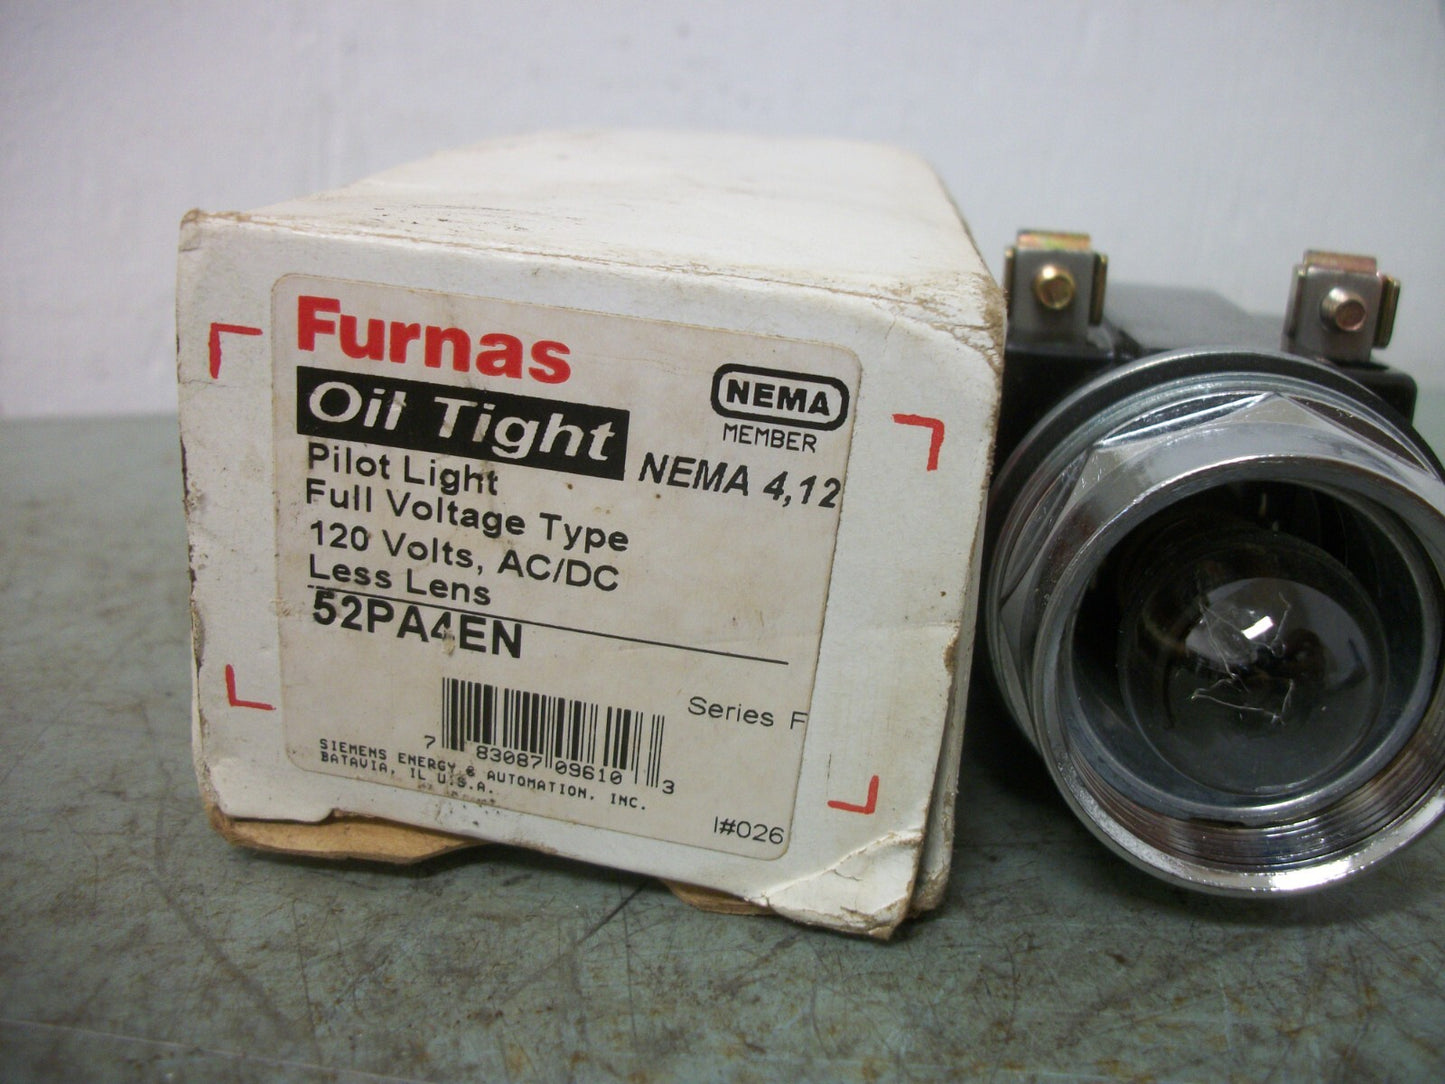 Furnas
Oil Tight
NEMA
MEMBER
NEMA 4,12
Pilot Light
Full Voltage Type
120 Volts, AC/DC
Less Lens
52PA4EN
Series F
7 83087 09610 3
SIEMENS ENERGY & AUTOMATION, INC.
BATAVIA, IL U.S.A.
I#026